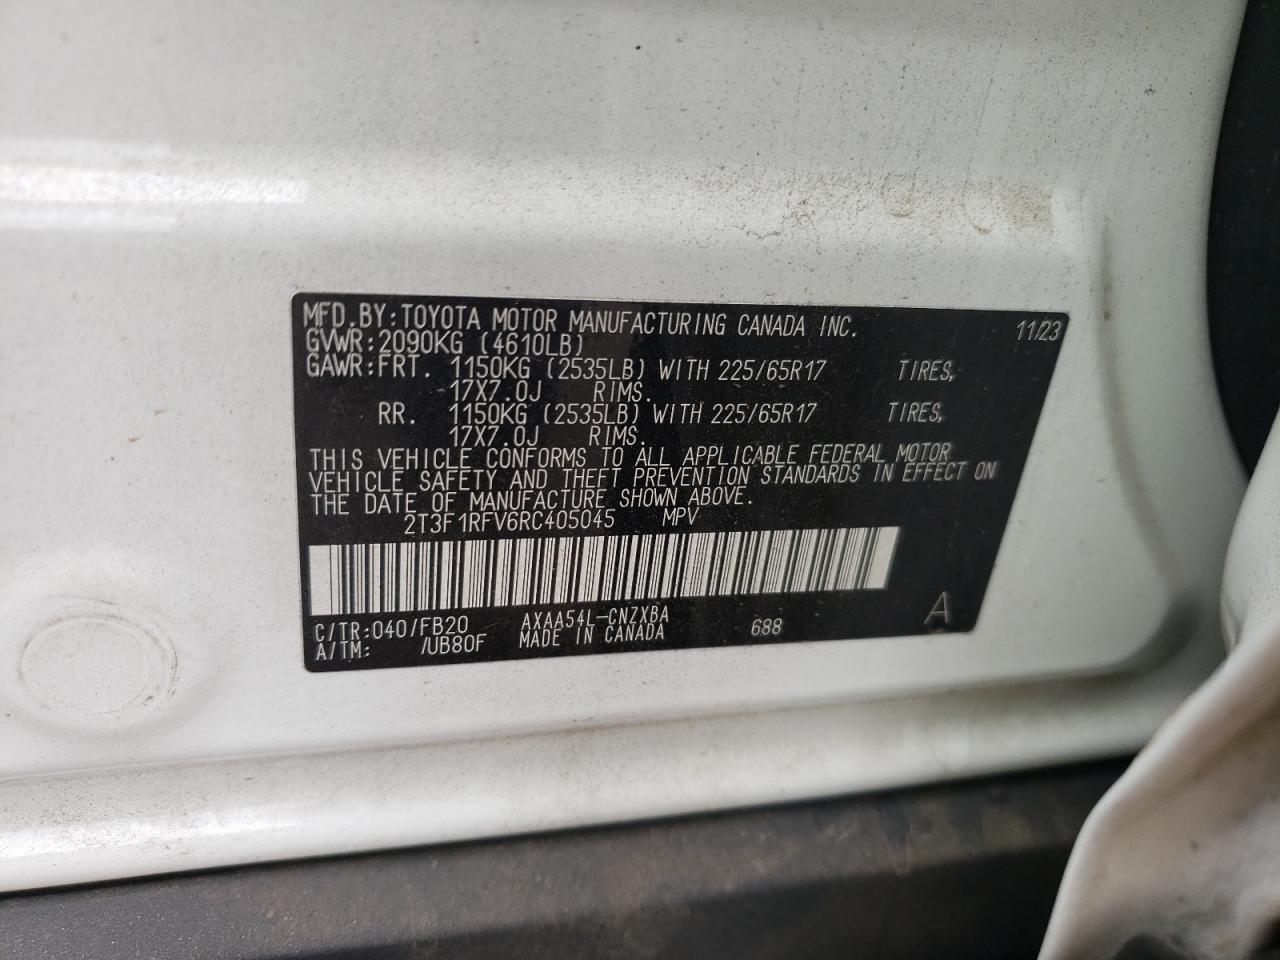 MFD.BY:TOYOTA MOTOR MANUFACTURING CANADA INC. 11/23
GVWR:2090KG (4610LB)
GAWR:FRT. 1150KG (2535LB) WITH 225/65R17 TIRES,
17X7.0J RIMS.
RR. 1150KG (2535LB) WITH 225/65R17 TIRES,
17X7.0J RIMS.
THIS VEHICLE CONFORMS TO ALL APPLICABLE FEDERAL MOTOR
VEHICLE SAFETY AND THEFT PREVENTION STANDARDS IN EFFECT ON
THE DATE OF MANUFACTURE SHOWN ABOVE.
2T3F1RFV6RC405045 MPV
C/TR:040/FB20 AXAA54L-CNZXBA 688 A
A/TM: /UB80F MADE IN CANADA